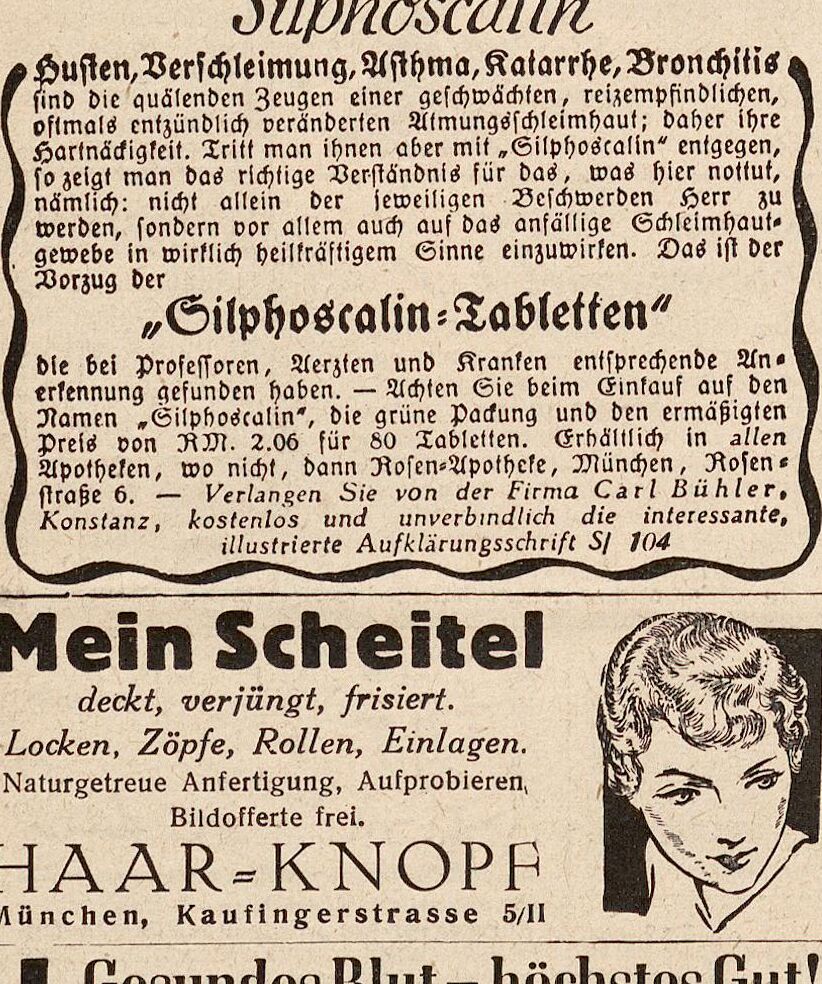 Silphoscalin
Husten, Verschleimung, Asthma, Katarrhe, Bronchitis
sind die quälenden Zeugen einer geschwächten, reizempfindlichen,
oftmals entzündlich veränderten Atmungsschleimhaut; daher ihre
Hartnäckigkeit. Tritt man ihnen aber mit „Silphoscalin“ entgegen,
so zeigt man das richtige Verständnis für das, was hier nottut,
nämlich: nicht allein der jeweiligen Beschwerden Herr zu
werden, sondern vor allem auch auf das anfällige Schleimhaut-
gewebe in wirklich heilkräftigem Sinne einzuwirken. Das ist der
Vorzug der
„Silphoscalin-Tabletten“
die bei Professoren, Aerzten und Kranken entsprechende An-
erkennung gefunden haben. — Achten Sie beim Einkauf auf den
Namen „Silphoscalin“, die grüne Packung und den ermäßigten
Preis von RM. 2.06 für 80 Tabletten. Erhältlich in allen
Apotheken, wo nicht, dann Rosen-Apotheke, München, Rosen-
straße 6. — Verlangen Sie von der Firma Carl Bühler,
Konstanz, kostenlos und unverbindlich die interessante,
illustrierte Aufklärungsschrift S/ 104
Mein Scheitel
deckt, verjüngt, frisiert.
Locken, Zöpfe, Rollen, Einlagen.
Naturgetreue Anfertigung, Aufprobieren,
Bildofferte frei.
HAAR-KNOPF
München, Kaufingerstrasse 5/II
Gesundes Blut – höchstes Gut!